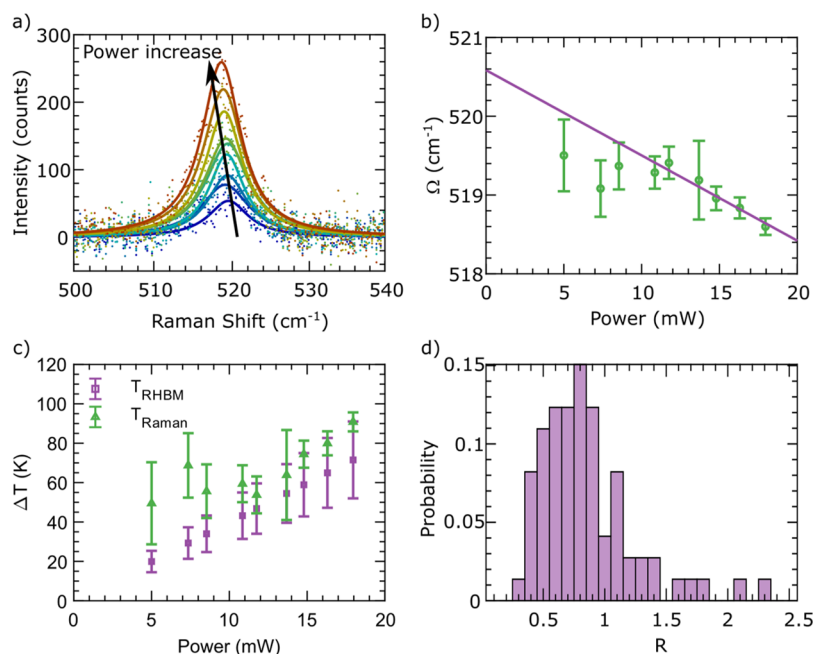 a)
Power increase
300
200
100
0
Intensity (counts)
500
510
520
530
540
Raman Shift (cm⁻¹)
b)
521
520
519
518
Ω (cm⁻¹)
0
5
10
15
20
Power (mW)
c)
T_RHBM
T_Raman
120
100
80
60
40
20
0
ΔT (K)
0
5
10
15
20
Power (mW)
d)
0.15
0.1
0.05
0
Probability
0.5
1
1.5
2
2.5
R